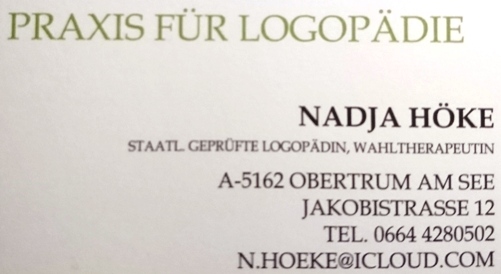 PRAXIS FÜR LOGOPÄDIE
NADJA HÖKE
STAATL. GEPRÜFTE LOGOPÄDIN, WAHLTHERAPEUTIN
A-5162 OBERTRUM AM SEE
JAKOBISTRASSE 12
TEL. 0664 4280502
N.HOEKE@ICLOUD.COM